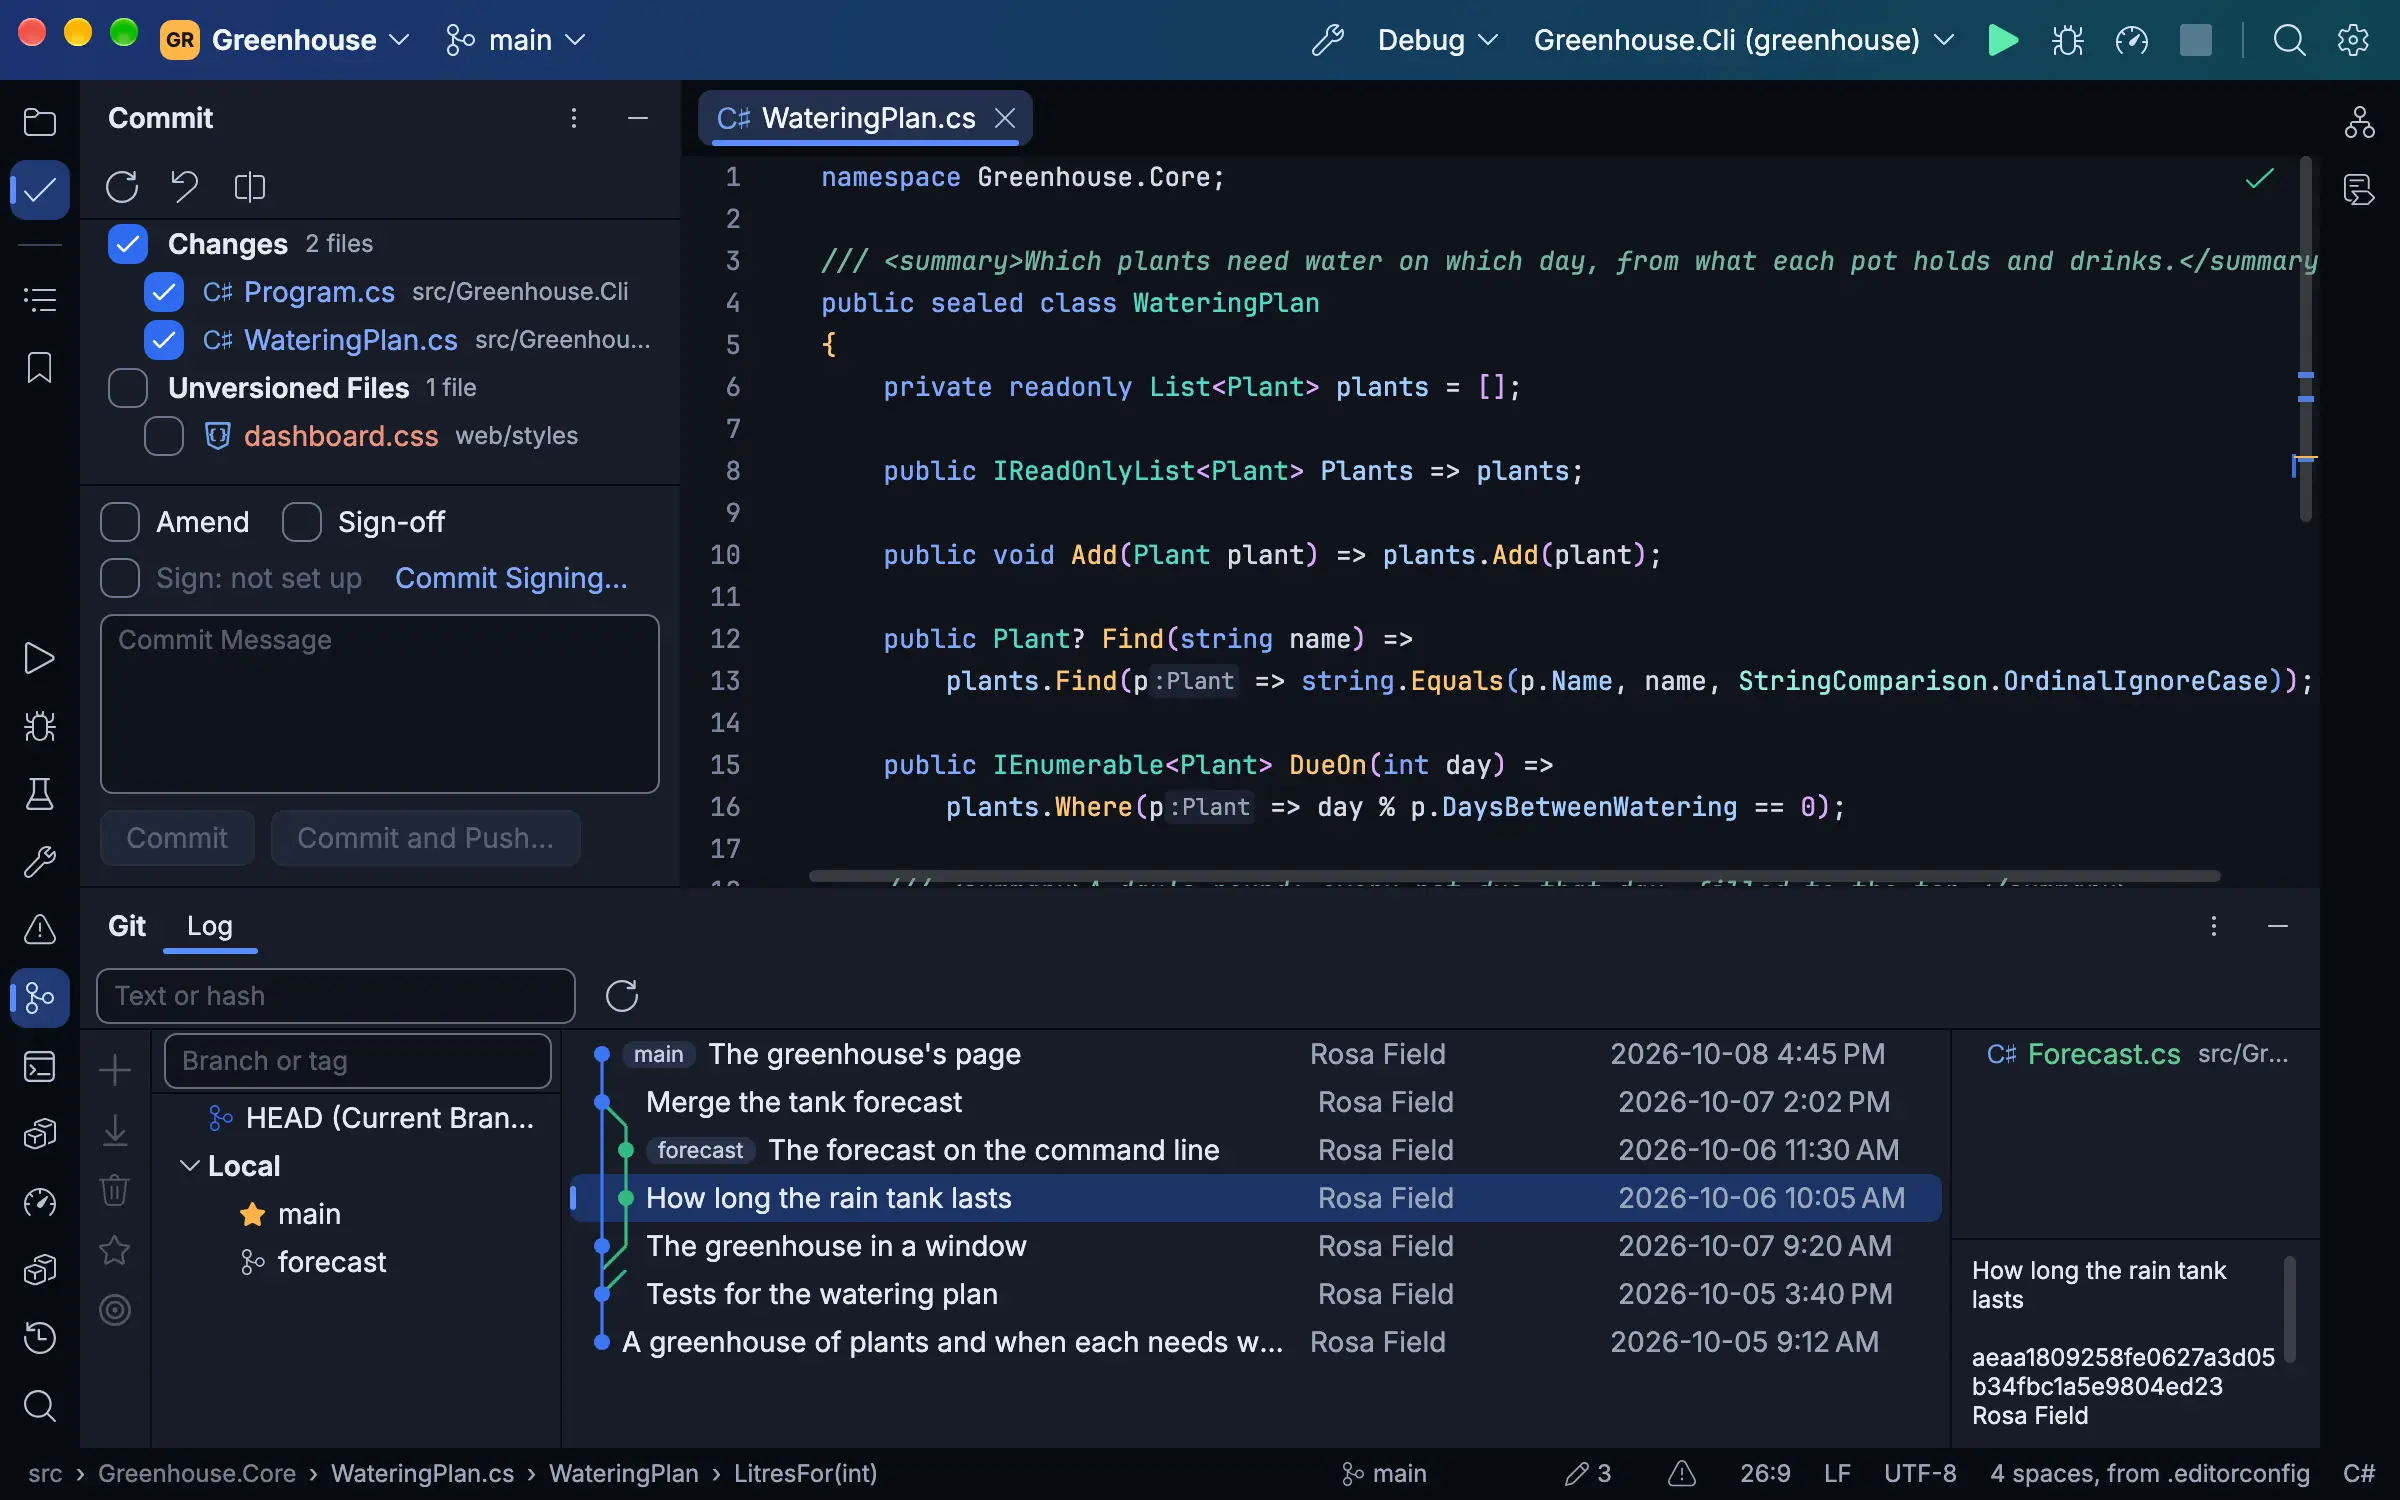 GR Greenhouse main Debug Greenhouse.Cli (greenhouse)
Commit
Changes 2 files
C# Program.cs src/Greenhouse.Cli
C# WateringPlan.cs src/Greenhou...
Unversioned Files 1 file
dashboard.css web/styles
Amend Sign-off
Sign: not set up Commit Signing...
Commit Message
Commit Commit and Push...
C# WateringPlan.cs
1 namespace Greenhouse.Core;
2
3 /// <summary>Which plants need water on which day, from what each pot holds and drinks.</summary
4 public sealed class WateringPlan
5 {
6 private readonly List<Plant> plants = [];
7
8 public IReadOnlyList<Plant> Plants => plants;
9
10 public void Add(Plant plant) => plants.Add(plant);
11
12 public Plant? Find(string name) =>
13 plants.Find(p :Plant => string.Equals(p.Name, name, StringComparison.OrdinalIgnoreCase));
14
15 public IEnumerable<Plant> DueOn(int day) =>
16 plants.Where(p :Plant => day % p.DaysBetweenWatering == 0);
17
Git Log
Text or hash
Branch or tag
HEAD (Current Bran...
Local
main
forecast
main The greenhouse's page Rosa Field 2026-10-08 4:45 PM
Merge the tank forecast Rosa Field 2026-10-07 2:02 PM
forecast The forecast on the command line Rosa Field 2026-10-06 11:30 AM
How long the rain tank lasts Rosa Field 2026-10-06 10:05 AM
The greenhouse in a window Rosa Field 2026-10-07 9:20 AM
Tests for the watering plan Rosa Field 2026-10-05 3:40 PM
A greenhouse of plants and when each needs w... Rosa Field 2026-10-05 9:12 AM
C# Forecast.cs src/Gr...
How long the rain tank
lasts
aeaa1809258fe0627a3d05
b34fbc1a5e9804ed23
Rosa Field
src › Greenhouse.Core › WateringPlan.cs › WateringPlan › LitresFor(int) main 3 26:9 LF UTF-8 4 spaces, from .editorconfig C#